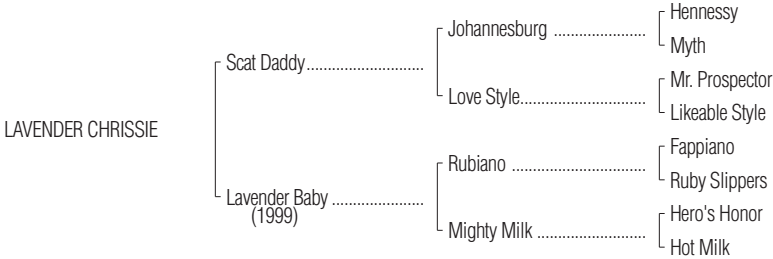 Hennessy
Johannesburg ......................
Myth
Scat Daddy...........................
Mr. Prospector
Love Style.............................
Likeable Style
LAVENDER CHRISSIE
Fappiano
Rubiano ...............................
Ruby Slippers
Lavender Baby .....................
(1999)
Hero's Honor
Mighty Milk .........................
Hot Milk